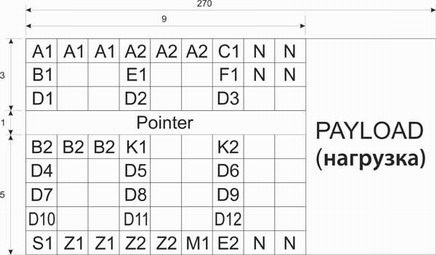 270
9
A1 A1 A1 A2 A2 A2 C1 N N
3
B1 E1 F1 N N
D1 D2 D3
1
Pointer
PAYLOAD
(нагрузка)
B2 B2 B2 K1 K2
D4 D5 D6
5
D7 D8 D9
D10 D11 D12
S1 Z1 Z1 Z2 Z2 M1 E2 N N